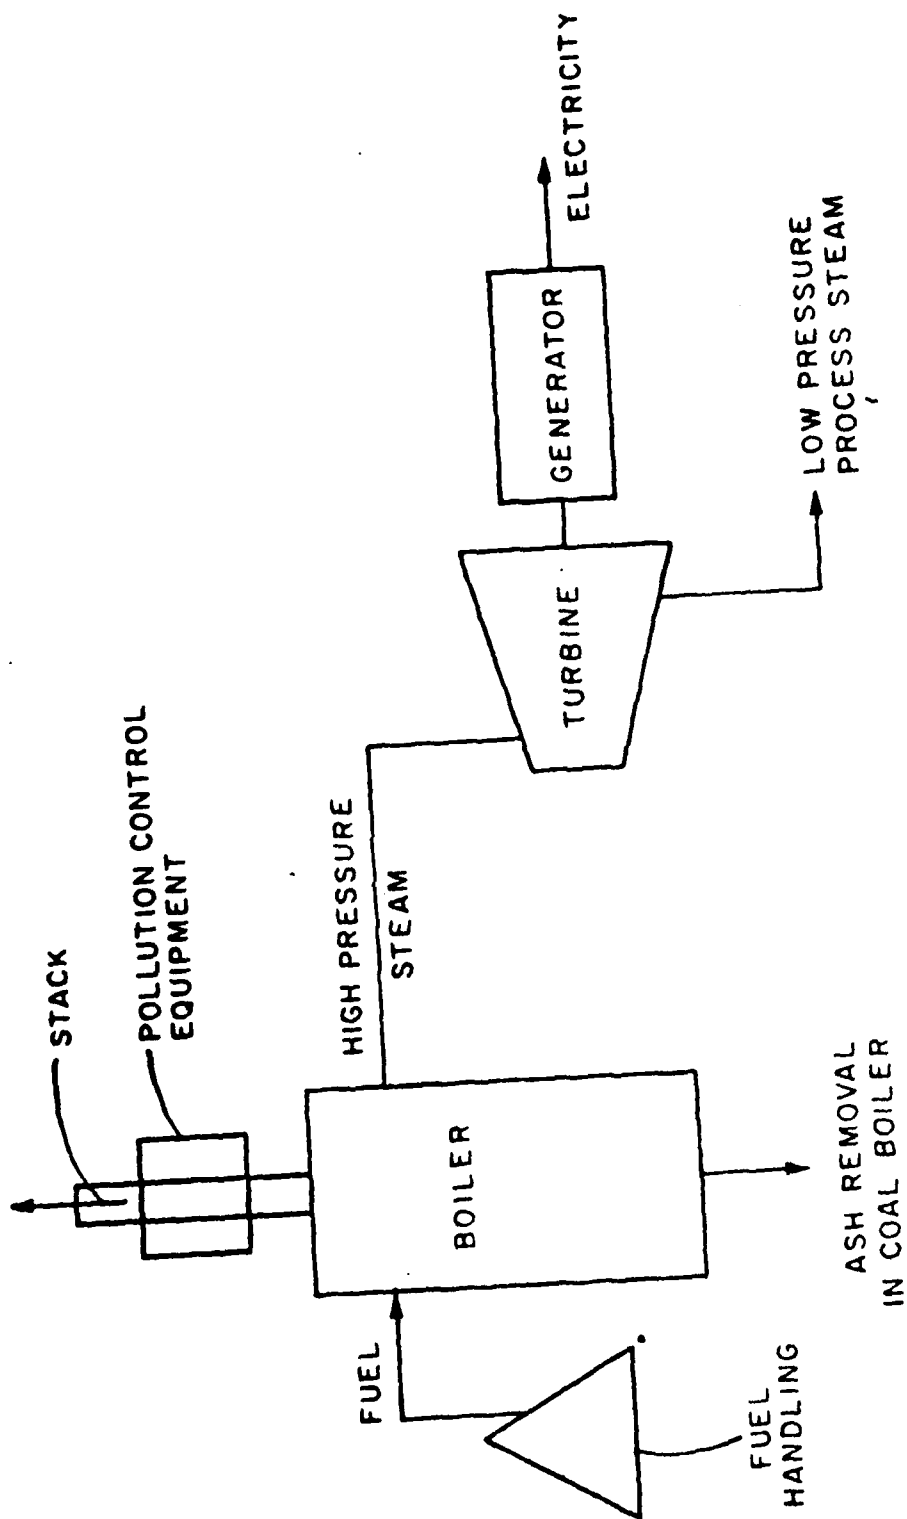 STACK
POLLUTION CONTROL
EQUIPMENT
FUEL
BOILER
HIGH PRESSURE
STEAM
TURBINE
GENERATOR
ELECTRICITY
FUEL
HANDLING
ASH REMOVAL
IN COAL BOILER
LOW PRESSURE
PROCESS STEAM